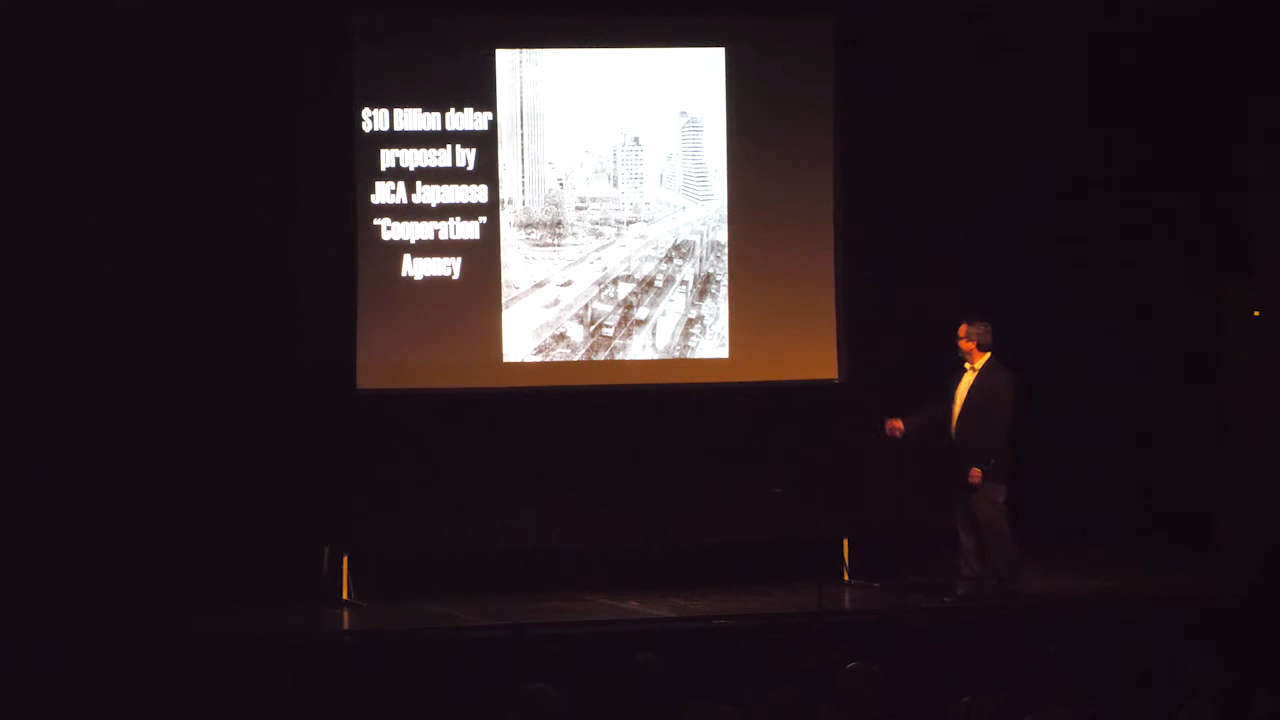 $10 Billion dollar
proposal by
JICA Japanese
“Cooperation”
Agency